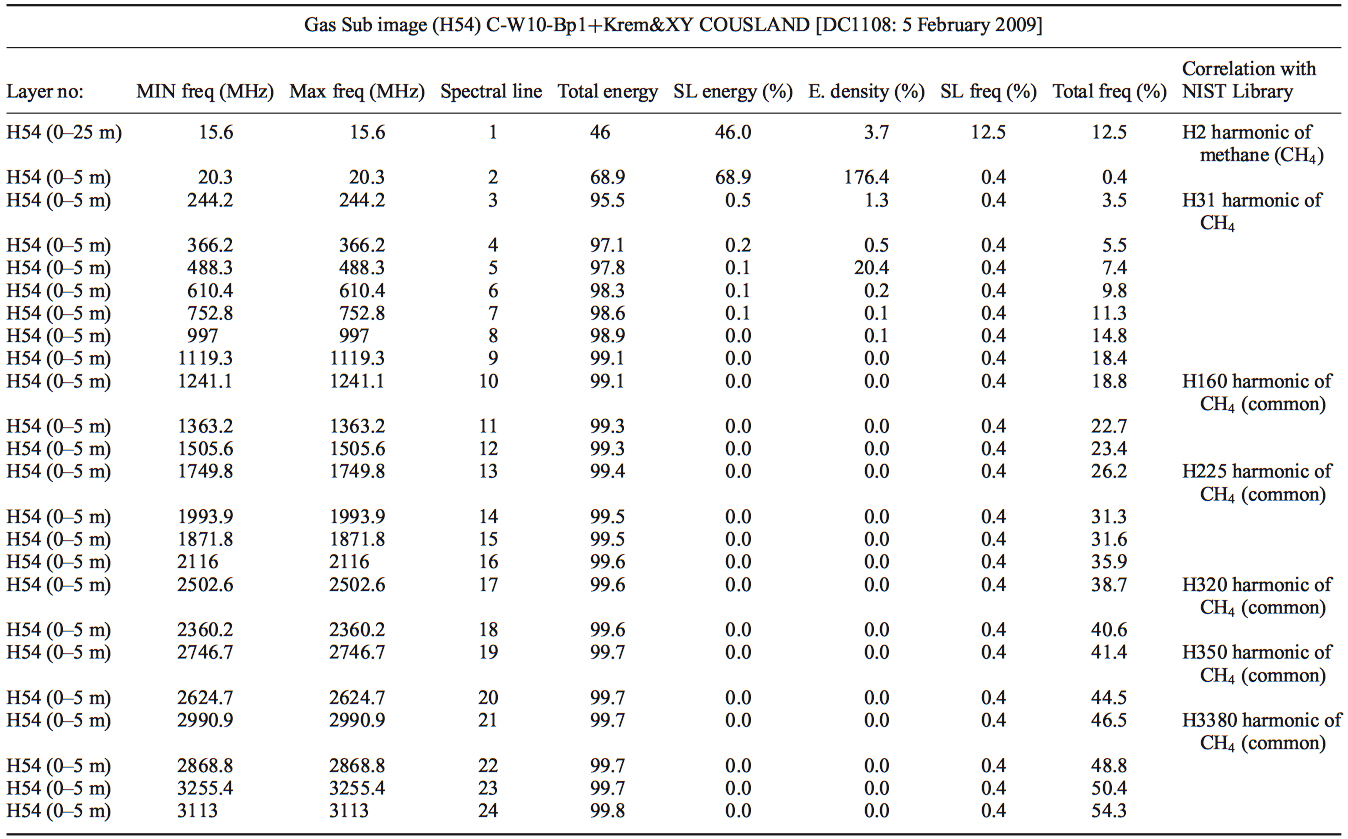 Gas Sub image (H54) C-W10-Bp1+Krem&XY COUSLAND [DC1108: 5 February 2009]
Layer no: MIN freq (MHz) Max freq (MHz) Spectral line Total energy SL energy (%) E. density (%) SL freq (%) Total freq (%) Correlation with NIST Library
H54 (0–25 m) 15.6 15.6 1 46 46.0 3.7 12.5 12.5 H2 harmonic of
methane (CH₄)
H54 (0–5 m) 20.3 20.3 2 68.9 68.9 176.4 0.4 0.4
H54 (0–5 m) 244.2 244.2 3 95.5 0.5 1.3 0.4 3.5 H31 harmonic of
CH₄
H54 (0–5 m) 366.2 366.2 4 97.1 0.2 0.5 0.4 5.5
H54 (0–5 m) 488.3 488.3 5 97.8 0.1 20.4 0.4 7.4
H54 (0–5 m) 610.4 610.4 6 98.3 0.1 0.2 0.4 9.8
H54 (0–5 m) 752.8 752.8 7 98.6 0.1 0.1 0.4 11.3
H54 (0–5 m) 997 997 8 98.9 0.0 0.1 0.4 14.8
H54 (0–5 m) 1119.3 1119.3 9 99.1 0.0 0.0 0.4 18.4
H54 (0–5 m) 1241.1 1241.1 10 99.1 0.0 0.0 0.4 18.8 H160 harmonic of
CH₄ (common)
H54 (0–5 m) 1363.2 1363.2 11 99.3 0.0 0.0 0.4 22.7
H54 (0–5 m) 1505.6 1505.6 12 99.3 0.0 0.0 0.4 23.4
H54 (0–5 m) 1749.8 1749.8 13 99.4 0.0 0.0 0.4 26.2 H225 harmonic of
CH₄ (common)
H54 (0–5 m) 1993.9 1993.9 14 99.5 0.0 0.0 0.4 31.3
H54 (0–5 m) 1871.8 1871.8 15 99.5 0.0 0.0 0.4 31.6
H54 (0–5 m) 2116 2116 16 99.6 0.0 0.0 0.4 35.9
H54 (0–5 m) 2502.6 2502.6 17 99.6 0.0 0.0 0.4 38.7 H320 harmonic of
CH₄ (common)
H54 (0–5 m) 2360.2 2360.2 18 99.6 0.0 0.0 0.4 40.6
H54 (0–5 m) 2746.7 2746.7 19 99.7 0.0 0.0 0.4 41.4 H350 harmonic of
CH₄ (common)
H54 (0–5 m) 2624.7 2624.7 20 99.7 0.0 0.0 0.4 44.5
H54 (0–5 m) 2990.9 2990.9 21 99.7 0.0 0.0 0.4 46.5 H3380 harmonic of
CH₄ (common)
H54 (0–5 m) 2868.8 2868.8 22 99.7 0.0 0.0 0.4 48.8
H54 (0–5 m) 3255.4 3255.4 23 99.7 0.0 0.0 0.4 50.4
H54 (0–5 m) 3113 3113 24 99.8 0.0 0.0 0.4 54.3